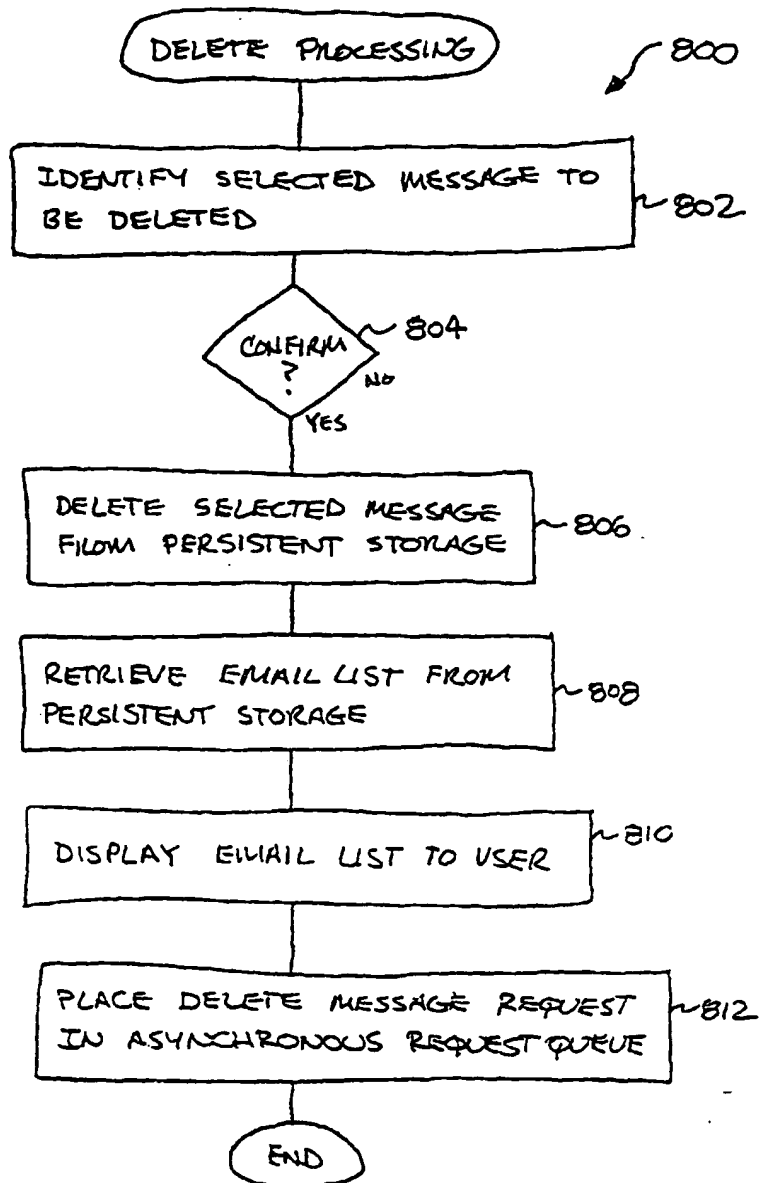 DELETE PROCESSING
800
IDENTIFY SELECTED MESSAGE TO
BE DELETED
802
CONFIRM
?
804
NO
YES
DELETE SELECTED MESSAGE
FROM PERSISTENT STORAGE
806
RETRIEVE EMAIL LIST FROM
PERSISTENT STORAGE
808
DISPLAY EMAIL LIST TO USER
810
PLACE DELETE MESSAGE REQUEST
IN ASYNCHRONOUS REQUEST QUEUE
812
END